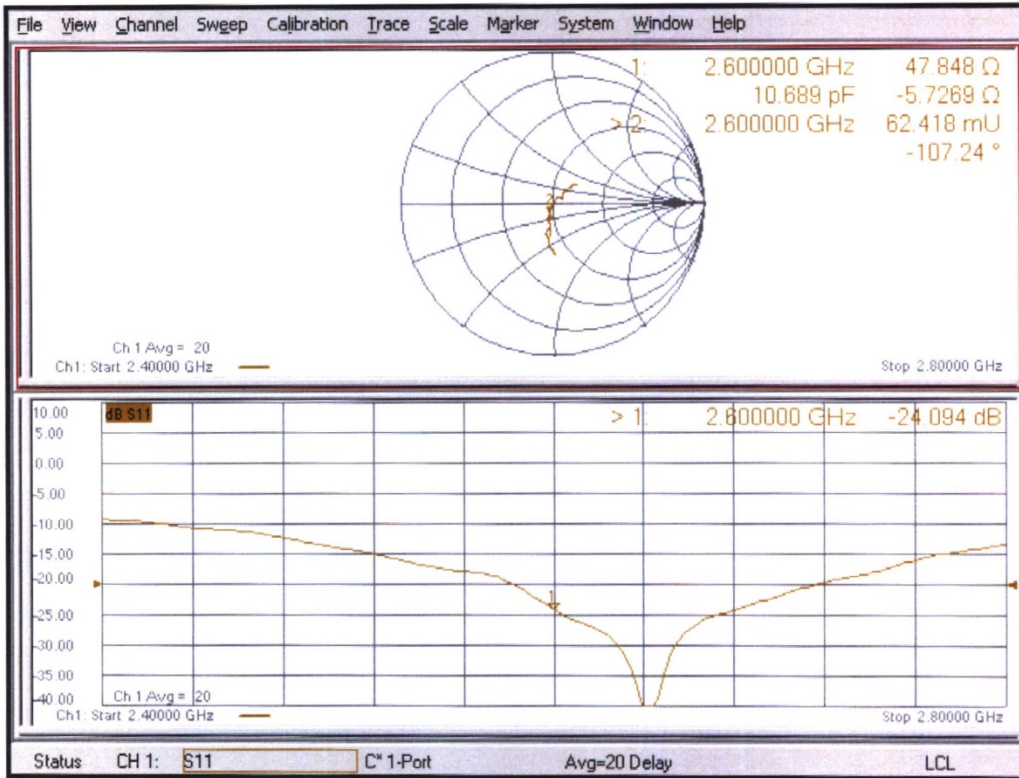 File View Channel Sweep Calibration Trace Scale Marker System Window Help
1: 2.600000 GHz 47.848 Ω
10.689 pF -5.7269 Ω
> 2: 2.600000 GHz 62.418 mU
-107.24 °
Ch 1 Avg = 20
Ch1: Start 2.40000 GHz Stop 2.80000 GHz
10.00 dB S11 > 1: 2.600000 GHz -24.094 dB
5.00
0.00
-5.00
-10.00
-15.00
-20.00
-25.00
1
-30.00
-35.00
-40.00 Ch 1 Avg = 20
Ch1: Start 2.40000 GHz Stop 2.80000 GHz
Status CH 1: S11 C* 1-Port Avg=20 Delay LCL